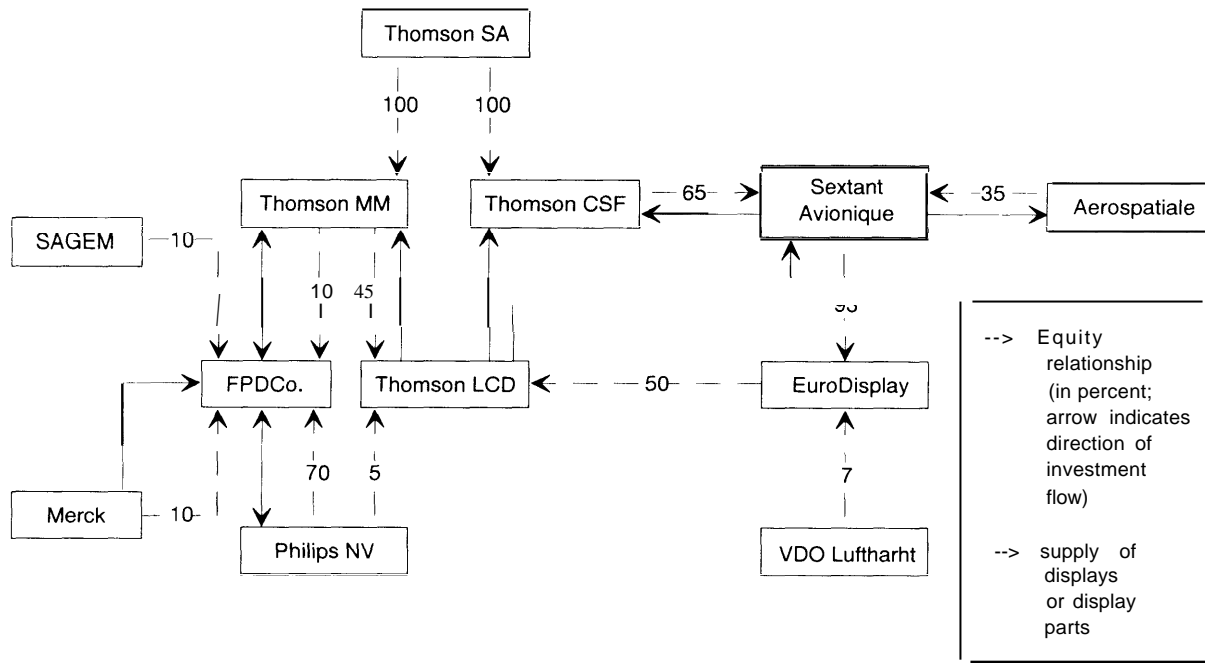 Thomson SA
100
100
Thomson MM
Thomson CSF
65
Sextant
Avionique
35
Aerospatiale
SAGEM
10
10
45
FPDCo.
Thomson LCD
50
EuroDisplay
70
5
7
Merck
10
Philips NV
VDO Luftharht
--> Equity
relationship
(in percent;
arrow indicates
direction of
investment
flow)
--> supply of
displays
or display
parts